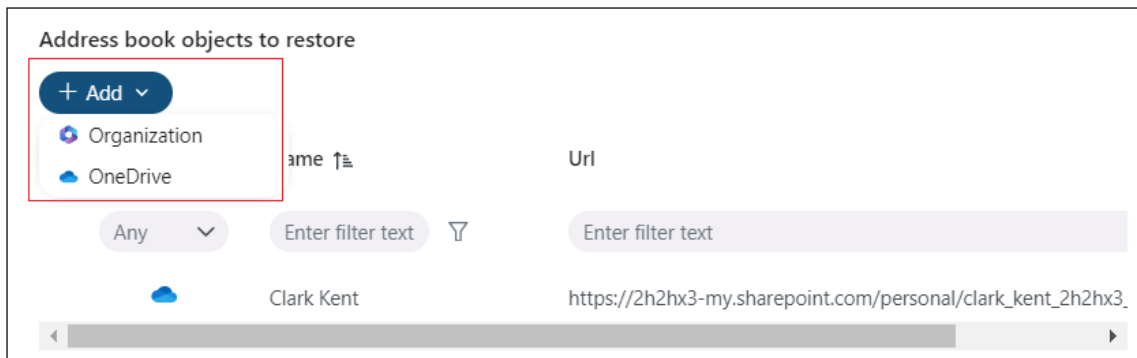 Address book objects to restore
+ Add
Organization
OneDrive
ame Url
Any Enter filter text Enter filter text
Clark Kent https://2h2hx3-my.sharepoint.com/personal/clark_kent_2h2hx3_